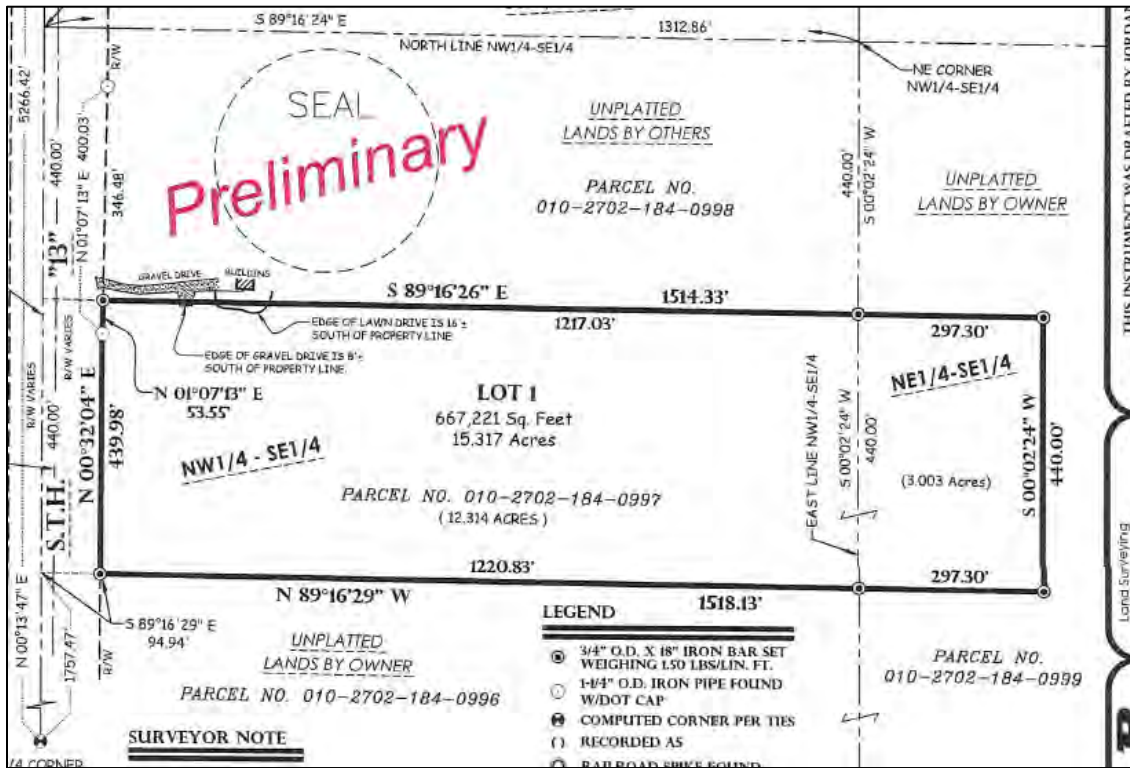 S 89°16'24" E
1312.86'
NORTH LINE NW1/4-SE1/4
NE CORNER
NW1/4-SE1/4
SEAL
Preliminary
UNPLATTED
LANDS BY OTHERS
PARCEL NO.
010-2702-184-0998
UNPLATTED
LANDS BY OWNER
5266.42'
440.00'
R/W
N 01°07'13" E 400.03'
346.48'
440.00'
S 00°02'24" W
THIS INSTRUMENT WAS DRAFTED BY JORDAN
GRAVEL DRIVE
BUILDING
S 89°16'26" E
1514.33'
1217.03'
297.30'
EDGE OF LAWN DRIVE IS 16'±
SOUTH OF PROPERTY LINE
EDGE OF GRAVEL DRIVE IS 8'±
SOUTH OF PROPERTY LINE
N 01°07'13" E
53.55'
R/W VARIES
R/W VARIES
S.T.H. "13"
440.00'
N 00°32'04" E
439.98'
NW1/4 - SE1/4
LOT 1
667,221 Sq. Feet
15.317 Acres
PARCEL NO. 010-2702-184-0997
(12.314 ACRES)
EAST LINE NW1/4-SE1/4
S 00°02'24" W
440.00'
NE1/4-SE1/4
(3.003 Acres)
S 00°02'24" W
440.00'
1220.83'
297.30'
N 89°16'29" W
1518.13'
N 00°13'47" E
1757.47'
S 89°16'29" E
94.94'
R/W
UNPLATTED
LANDS BY OWNER
PARCEL NO. 010-2702-184-0996
PARCEL NO.
010-2702-184-0999
Land Surveying
LEGEND
3/4" O.D. X 18" IRON BAR SET
WEIGHING 1.50 LBS/LIN. FT.
1-1/4" O.D. IRON PIPE FOUND
W/DOT CAP
COMPUTED CORNER PER TIES
( ) RECORDED AS
RAILROAD SPIKE FOUND
SURVEYOR NOTE
1/4 CORNER